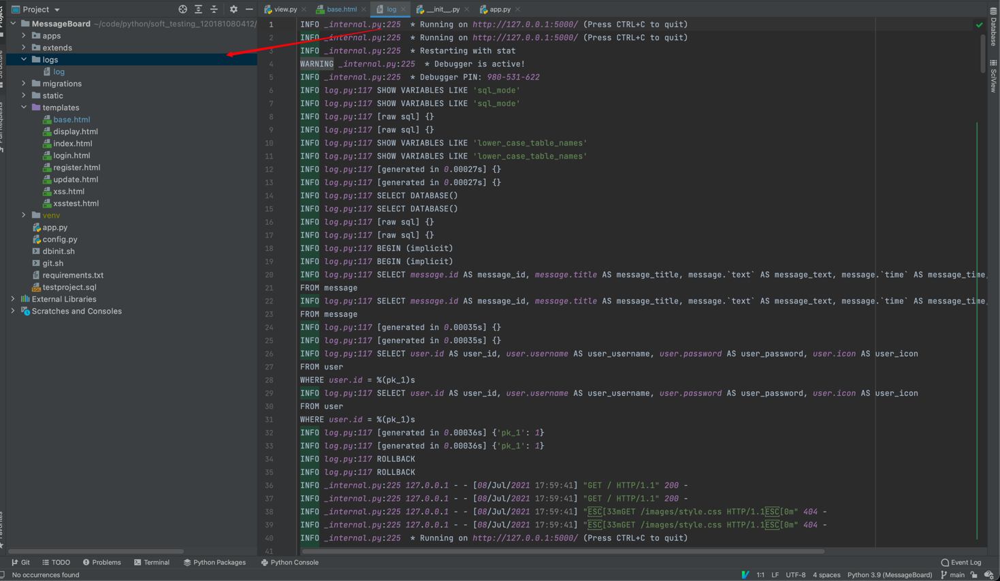 Project
view.py
base.html
log
__init__.py
app.py
Project
MessageBoard ~/code/python/soft_testing_120181080412/
apps
extends
logs
log
migrations
static
templates
base.html
display.html
index.html
login.html
register.html
update.html
xss.html
xsstest.html
venv
app.py
config.py
dbinit.sh
git.sh
requirements.txt
testproject.sql
External Libraries
Scratches and Consoles
1 INFO _internal.py:225 * Running on http://127.0.0.1:5000/ (Press CTRL+C to quit)
2 INFO _internal.py:225 * Running on http://127.0.0.1:5000/ (Press CTRL+C to quit)
3 INFO _internal.py:225 * Restarting with stat
4 WARNING _internal.py:225 * Debugger is active!
5 INFO _internal.py:225 * Debugger PIN: 980-531-622
6 INFO log.py:117 SHOW VARIABLES LIKE 'sql_mode'
7 INFO log.py:117 SHOW VARIABLES LIKE 'sql_mode'
8 INFO log.py:117 [raw sql] {}
9 INFO log.py:117 [raw sql] {}
10 INFO log.py:117 SHOW VARIABLES LIKE 'lower_case_table_names'
11 INFO log.py:117 SHOW VARIABLES LIKE 'lower_case_table_names'
12 INFO log.py:117 [generated in 0.00027s] {}
13 INFO log.py:117 [generated in 0.00027s] {}
14 INFO log.py:117 SELECT DATABASE()
15 INFO log.py:117 SELECT DATABASE()
16 INFO log.py:117 [raw sql] {}
17 INFO log.py:117 [raw sql] {}
18 INFO log.py:117 BEGIN (implicit)
19 INFO log.py:117 BEGIN (implicit)
20 INFO log.py:117 SELECT message.id AS message_id, message.title AS message_title, message.`text` AS message_text, message.`time` AS message_time,
21 FROM message
22 INFO log.py:117 SELECT message.id AS message_id, message.title AS message_title, message.`text` AS message_text, message.`time` AS message_time,
23 FROM message
24 INFO log.py:117 [generated in 0.00035s] {}
25 INFO log.py:117 [generated in 0.00035s] {}
26 INFO log.py:117 SELECT user.id AS user_id, user.username AS user_username, user.password AS user_password, user.icon AS user_icon
27 FROM user
28 WHERE user.id = %(pk_1)s
29 INFO log.py:117 SELECT user.id AS user_id, user.username AS user_username, user.password AS user_password, user.icon AS user_icon
30 FROM user
31 WHERE user.id = %(pk_1)s
32 INFO log.py:117 [generated in 0.00036s] {'pk_1': 1}
33 INFO log.py:117 [generated in 0.00036s] {'pk_1': 1}
34 INFO log.py:117 ROLLBACK
35 INFO log.py:117 ROLLBACK
36 INFO _internal.py:225 127.0.0.1 - - [08/Jul/2021 17:59:41] "GET / HTTP/1.1" 200 -
37 INFO _internal.py:225 127.0.0.1 - - [08/Jul/2021 17:59:41] "GET / HTTP/1.1" 200 -
38 INFO _internal.py:225 127.0.0.1 - - [08/Jul/2021 17:59:41] "ESC[33mGET /images/style.css HTTP/1.1ESC[0m" 404 -
39 INFO _internal.py:225 127.0.0.1 - - [08/Jul/2021 17:59:41] "ESC[33mGET /images/style.css HTTP/1.1ESC[0m" 404 -
40 INFO _internal.py:225 * Running on http://127.0.0.1:5000/ (Press CTRL+C to quit)
41
Database
SciView
Git
TODO
Problems
Terminal
Python Packages
Python Console
Event Log
No occurrences found
1:1
LF
UTF-8
4 spaces
Python 3.9 (MessageBoard)
main